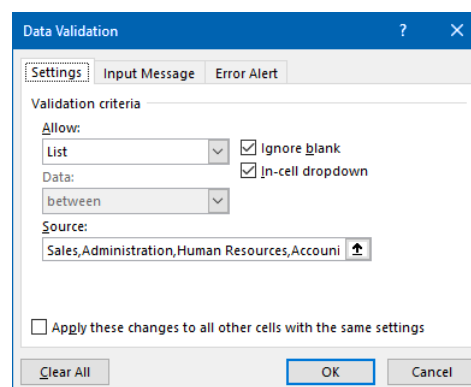 Data Validation ?
Settings Input Message Error Alert
Validation criteria
Allow:
List Ignore blank
Data: In-cell dropdown
between
Source:
Sales,Administration,Human Resources,Accouni
Apply these changes to all other cells with the same settings
Clear All OK Cancel